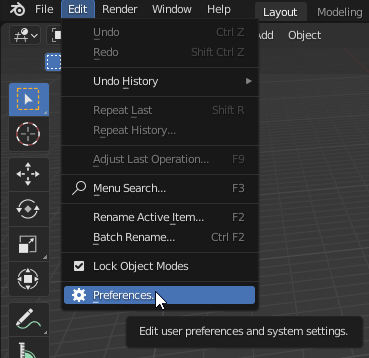 File Edit Render Window Help Layout Modeling
Add Object
Undo Ctrl Z
Redo Shift Ctrl Z
Undo History
Repeat Last Shift R
Repeat History...
Adjust Last Operation... F9
Menu Search... F3
Rename Active Item... F2
Batch Rename... Ctrl F2
Lock Object Modes
Preferences...
Edit user preferences and system settings.